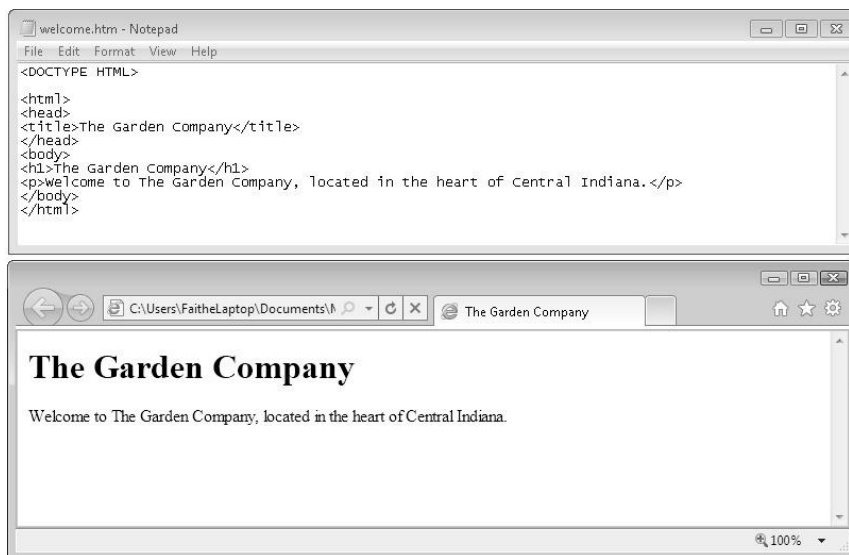 welcome.htm - Notepad
File Edit Format View Help
<DOCTYPE HTML>
<html>
<head>
<title>The Garden Company</title>
</head>
<body>
<h1>The Garden Company</h1>
<p>Welcome to The Garden Company, located in the heart of Central Indiana.</p>
</body>
</html>
C:\Users\FaitheLaptop\Documents\ The Garden Company
The Garden Company
Welcome to The Garden Company, located in the heart of Central Indiana.
100%